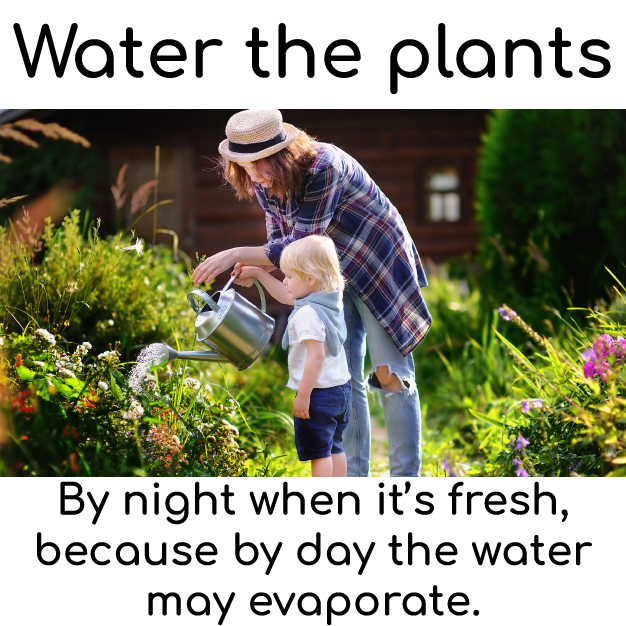 Water the plants
By night when it's fresh,
because by day the water
may evaporate.